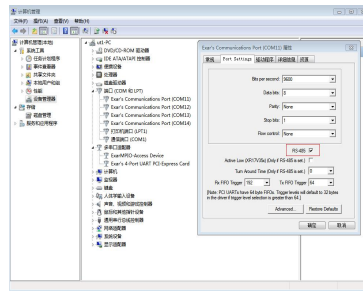 计算机管理
文件(F) 操作(A) 查看(V) 帮助(H)
计算机管理(本地)
系统工具
任务计划程序
事件查看器
共享文件夹
本地用户和组
性能
设备管理器
存储
磁盘管理
服务和应用程序
ut1-PC
DVD/CD-ROM 驱动器
IDE ATA/ATAPI 控制器
处理器
磁盘驱动器
端口 (COM 和 LPT)
Exar's Communications Port (COM11)
Exar's Communications Port (COM12)
Exar's Communications Port (COM13)
Exar's Communications Port (COM14)
打印机端口 (LPT1)
通信端口 (COM1)
多串口适配器
ExarMPIO-Access Device
Exar's 4-Port UART PCI-Express Card
计算机
监视器
键盘
人体学输入设备
声音、视频和游戏控制器
鼠标和其他指针设备
通用串行总线控制器
网络适配器
系统设备
显示适配器
Exar's Communications Port (COM11) 属性
常规 Port Settings 驱动程序 详细信息 资源
Bits per second: 9600
Data bits: 8
Parity: None
Stop bits: 1
Flow control: None
RS-485
Active Low (XR17V35x) (Only if RS-485 is set.)
Turn Around Time (Only if RS-485 is set.) 0
Rx FIFO Trigger 192 Tx FIFO Trigger 64
[Note: PCI UARTs have 64 byte FIFOs. Trigger levels will default to 32 bytes
in the driver if trigger level selection is greater than 64.]
Advanced... Restore Defaults
确定 取消